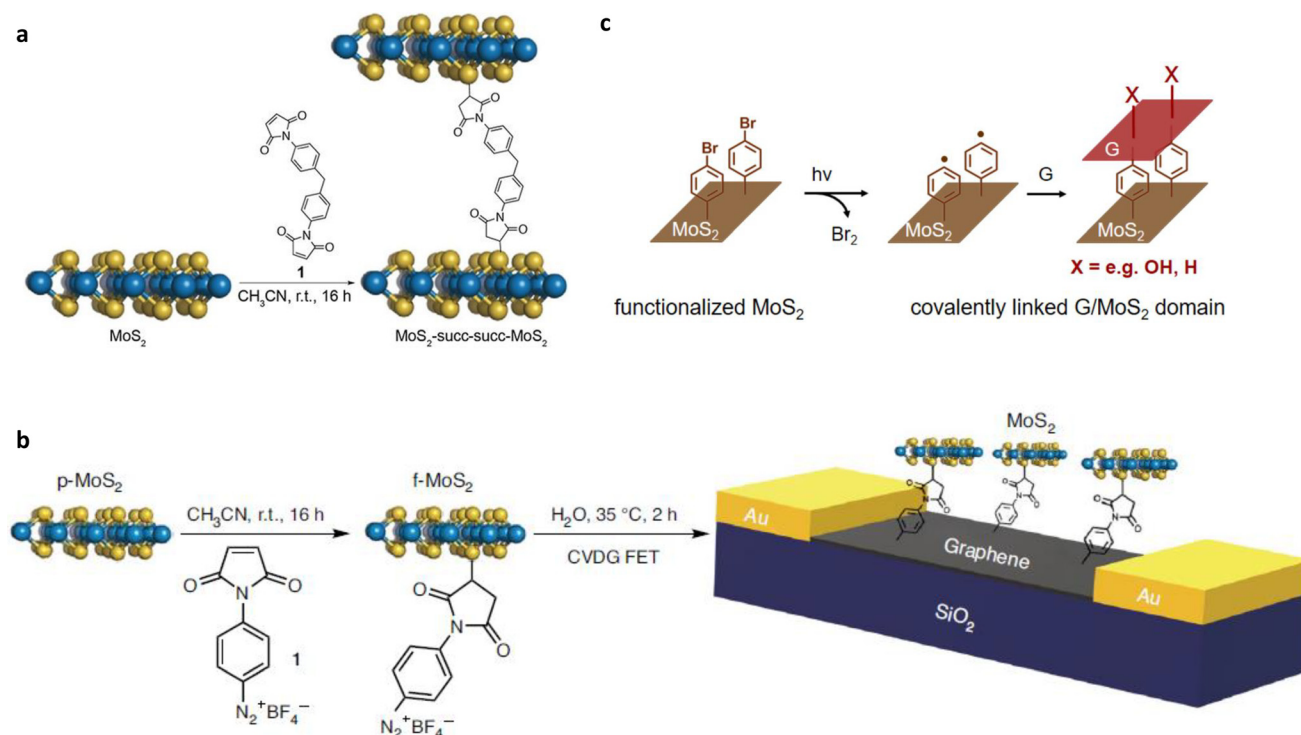 a
O
N
O
O
N
O
1
CH₃CN, r.t., 16 h
MoS₂
O
N
O
O
N
O
MoS₂-succ-succ-MoS₂
c
Br
Br
MoS₂
functionalized MoS₂
hν
Br₂
•
•
MoS₂
G
X
X
G
MoS₂
X = e.g. OH, H
covalently linked G/MoS₂ domain
b
p-MoS₂
CH₃CN, r.t., 16 h
O
N
O
1
N₂⁺BF₄⁻
f-MoS₂
O
N
O
N₂⁺BF₄⁻
H₂O, 35 °C, 2 h
CVDG FET
MoS₂
O
N
O
O
N
O
O
N
O
Au
Graphene
Au
SiO₂